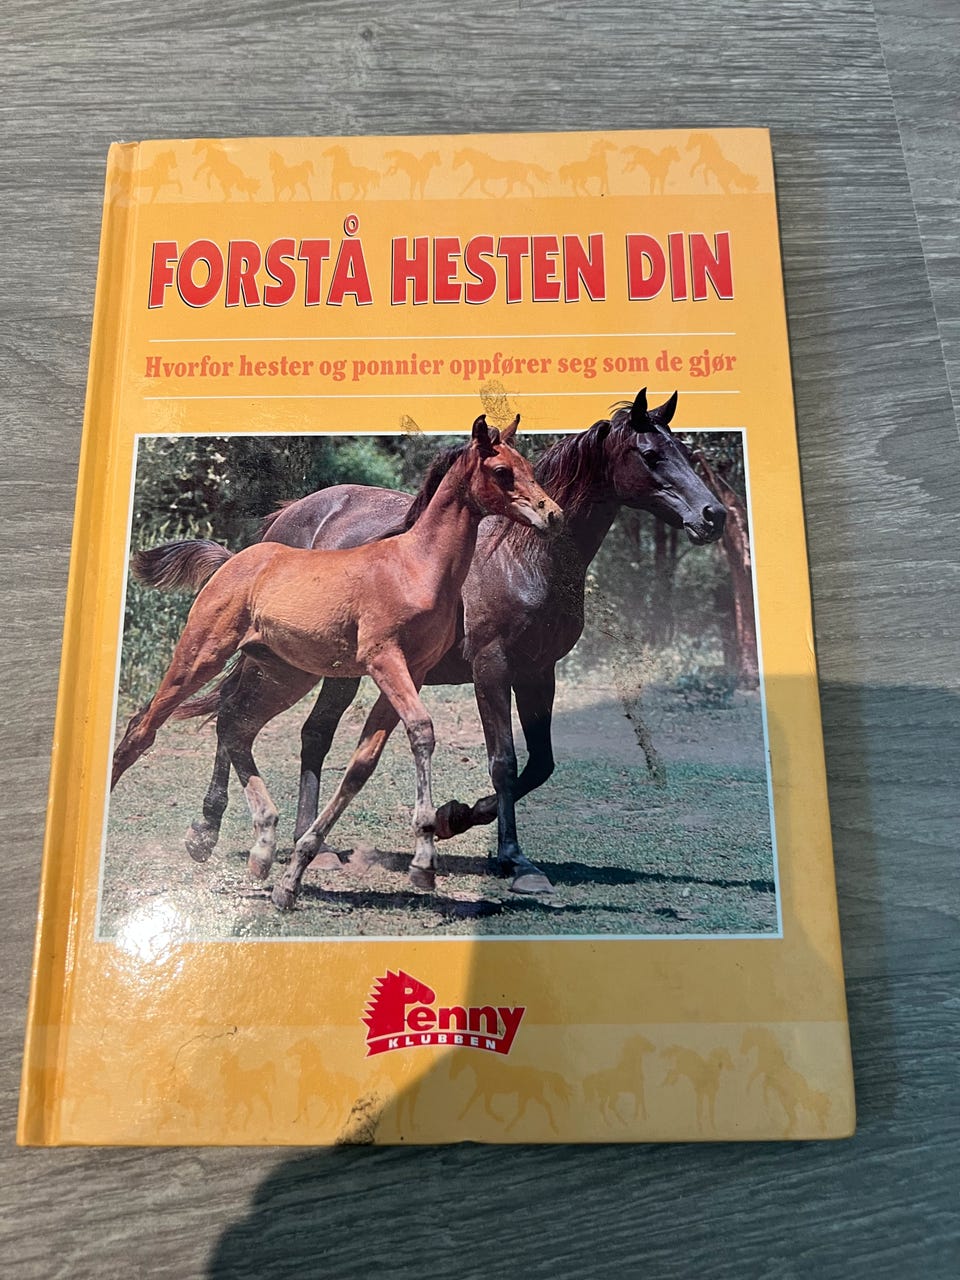 FORSTÅ HESTEN DIN
Hvorfor hester og ponnier oppfører seg som de gjør
Penny
KLUBBEN